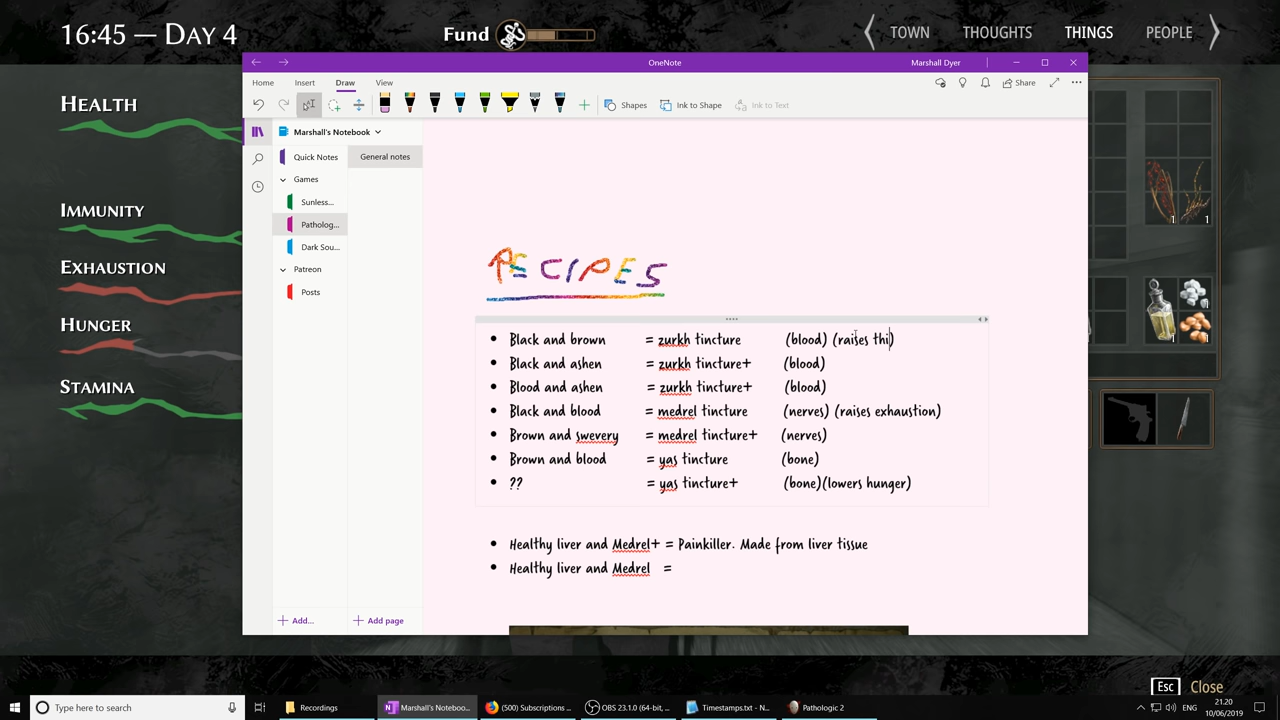 16:45 — DAY 4
Fund
TOWN THOUGHTS THINGS PEOPLE
OneNote
Marshall Dyer
Home Insert Draw View
Share
Shapes Ink to Shape Ink to Text
HEALTH
IMMUNITY
EXHAUSTION
HUNGER
STAMINA
Marshall's Notebook
Quick Notes
Games
Sunless...
Patholog...
Dark Sou...
Patreon
Posts
Add...
General notes
Add page
RECIPES
• Black and brown = zurkh tincture (blood) (raises thi)
• Black and ashen = zurkh tincture+ (blood)
• Blood and ashen = zurkh tincture+ (blood)
• Black and blood = medrel tincture (nerves) (raises exhaustion)
• Brown and swevery = medrel tincture+ (nerves)
• Brown and blood = yas tincture (bone)
• ?? = yas tincture+ (bone)(lowers hunger)
• Healthy liver and Medrel+ = Painkiller. Made from liver tissue
• Healthy liver and Medrel =
1 1
1
1 1
Esc Close
Type here to search
Recordings
Marshall's Noteboo...
(500) Subscriptions ...
OBS 23.1.0 (64-bit, ...
Timestamps.txt - N...
Pathologic 2
ENG
21.20
10/06/2019